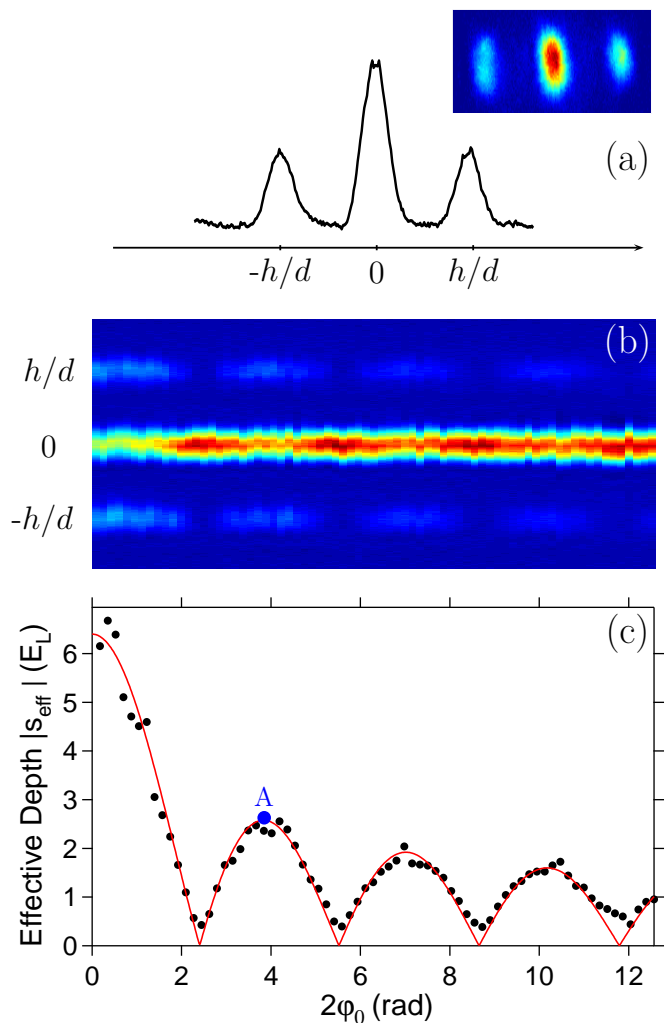 (a)
-h/d 0 h/d
(b)
h/d
0
-h/d
(c)
Effective Depth |s_eff| (E_L)
6
5
4
3
2
1
0
A
0 2 4 6 8 10 12
2φ₀ (rad)